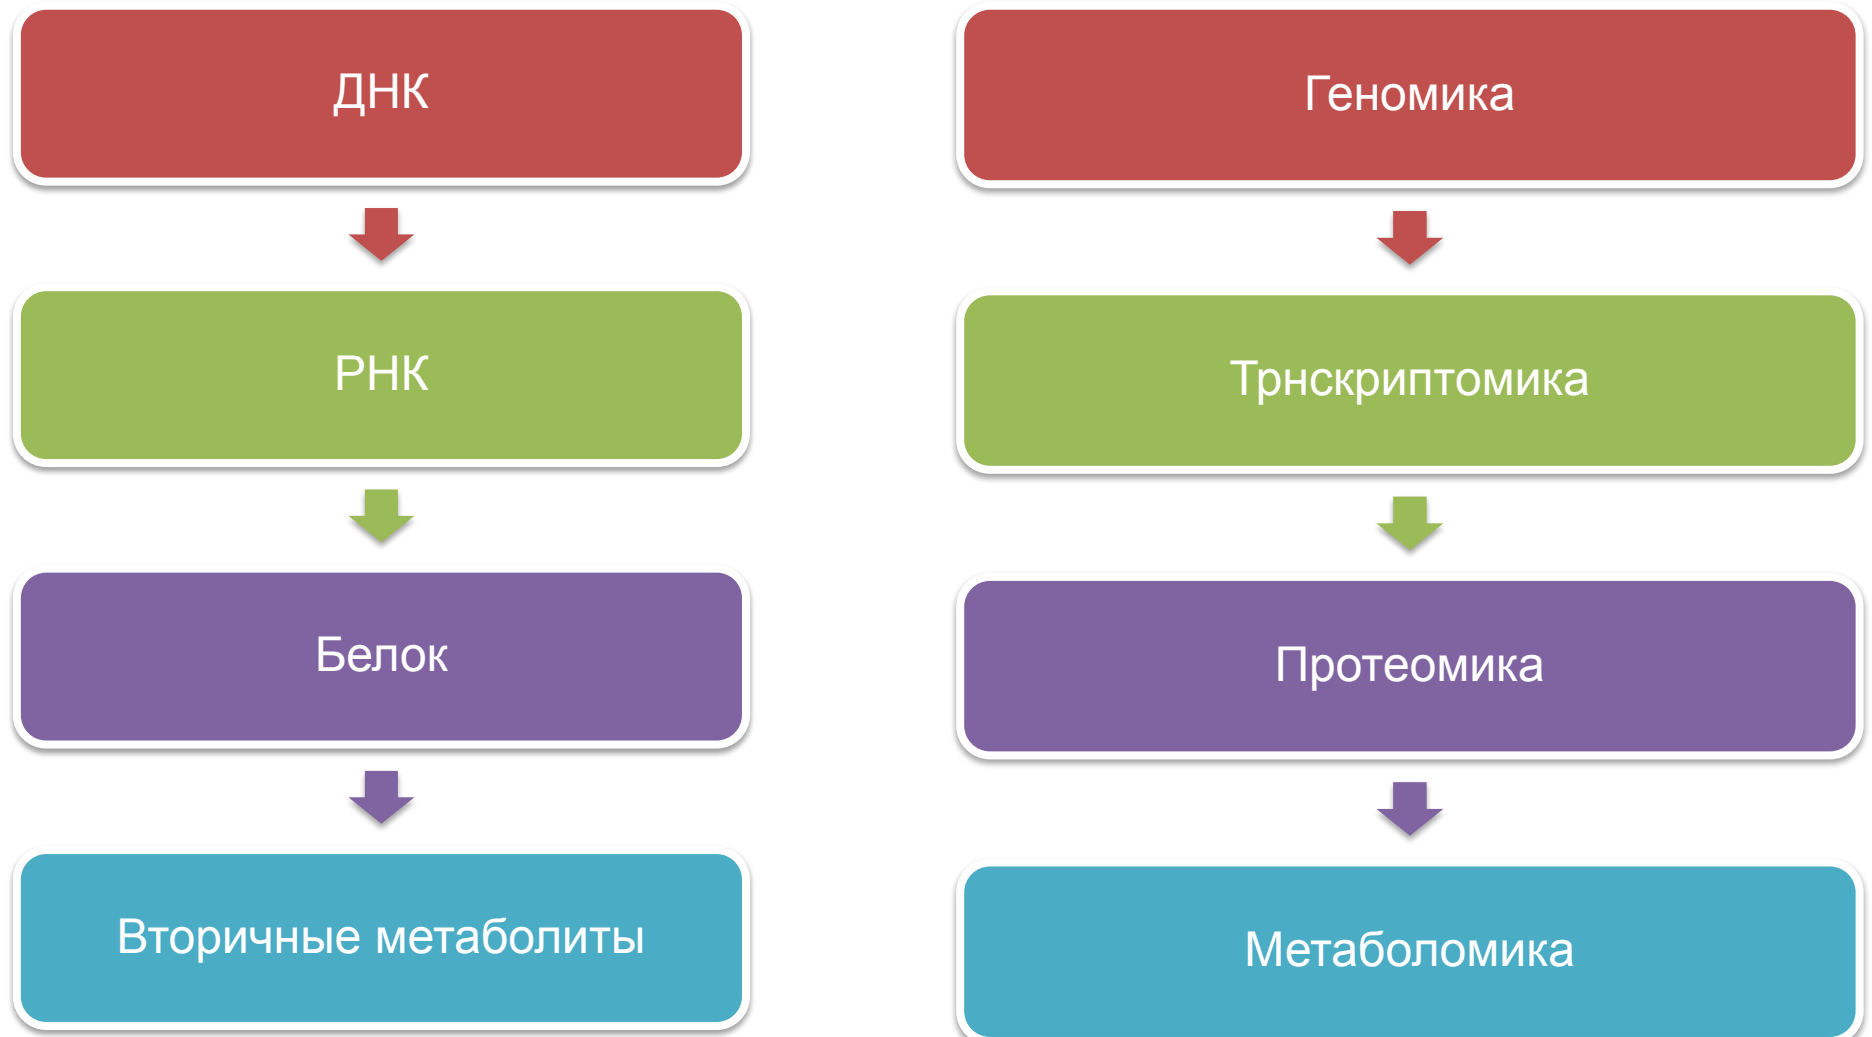 ДНК
РНК
Белок
Вторичные метаболиты
Геномика
Трнскриптомика
Протеомика
Метаболомика